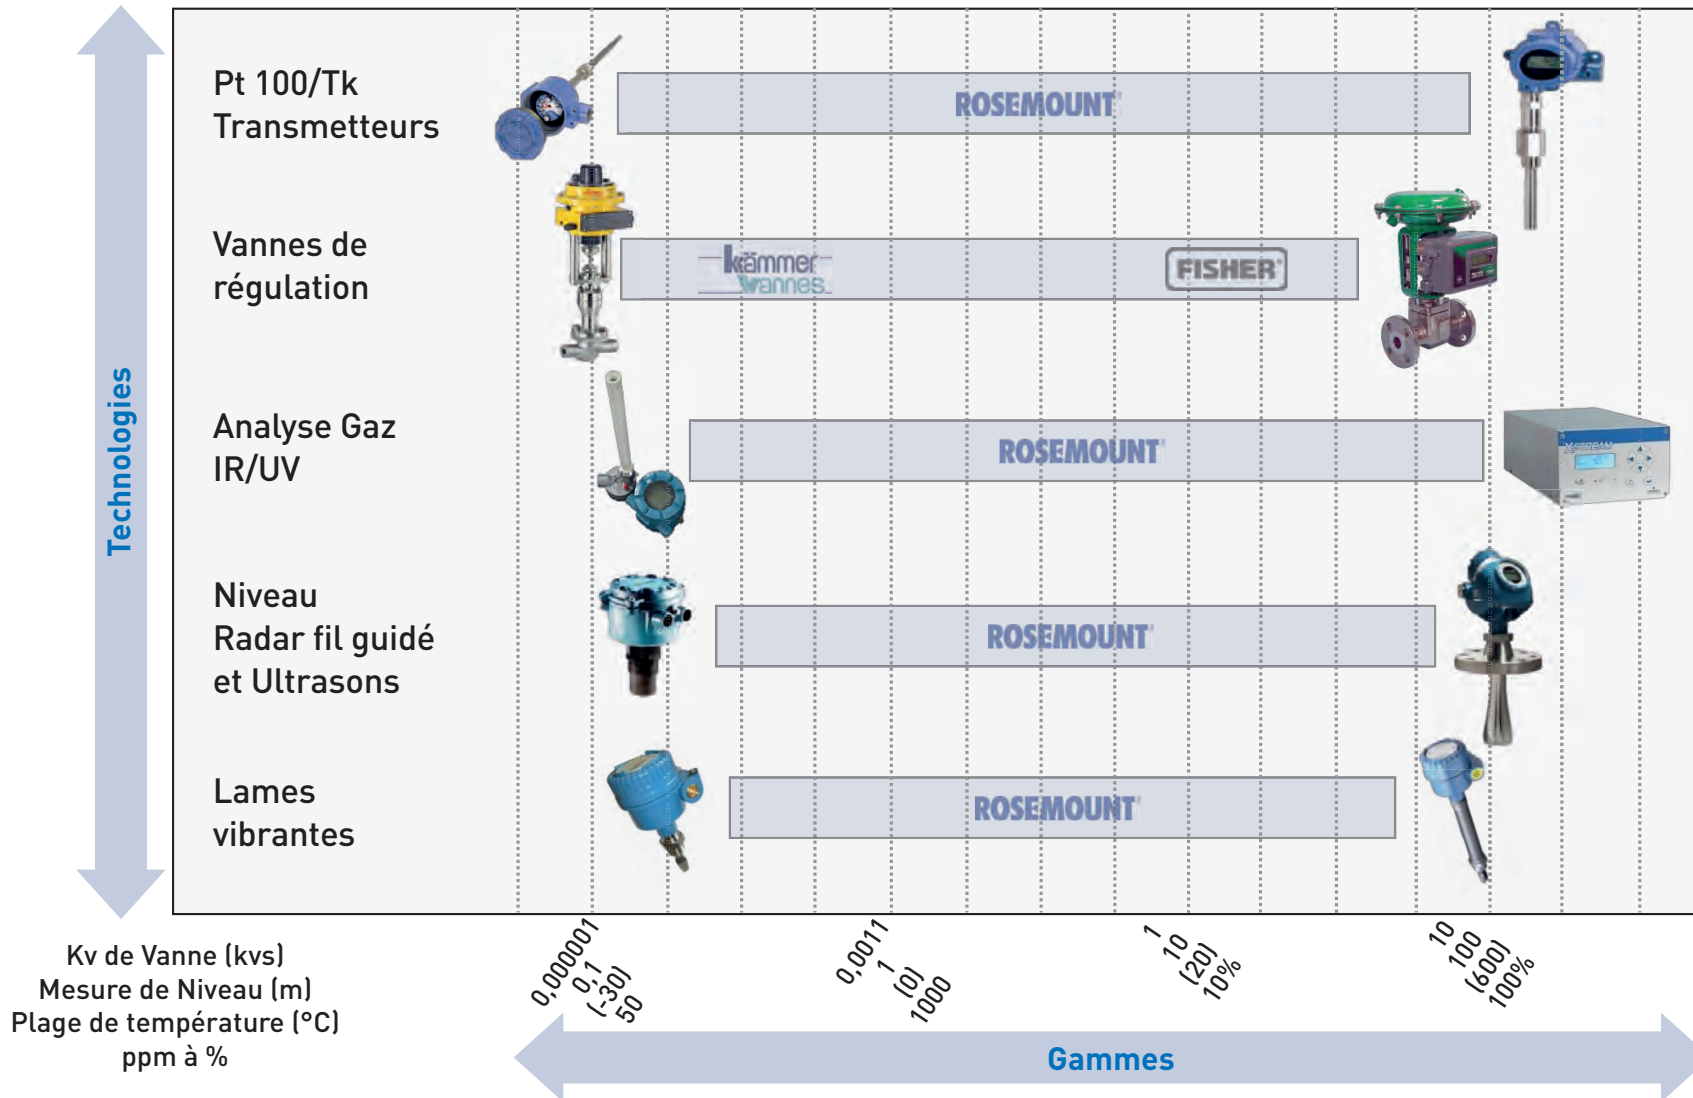 Pt 100/Tk
Transmetteurs
ROSEMOUNT
Vannes de
régulation
kämmer
vannes
FISHER
Analyse Gaz
IR/UV
ROSEMOUNT
X-STREAM
Niveau
Radar fil guidé
et Ultrasons
ROSEMOUNT
Lames
vibrantes
ROSEMOUNT
Technologies
Kv de Vanne (kvs)
Mesure de Niveau (m)
Plage de température (°C)
ppm à %
0,0000001
0,1
(-30)
50
0,0011
1
(0)
1000
1
10
(20)
10%
10
100
(600)
100%
Gammes